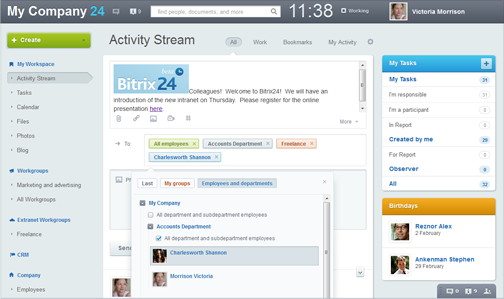 My Company 24
9
find people, documents, and more
11:38
Working
Victoria Morrison
Create
Activity Stream
All
Work
Bookmarks
My Activity
My Workspace
Activity Stream
Tasks
Calendar
Files
Photos
Blog
Workgroups
Marketing and advertising
All Workgroups
Extranet Workgroups
Freelance
CRM
Company
Employees
Bitrix24
Colleagues! Welcome to Bitrix24! We will have an
introduction of the new intranet on Thursday. Please register for the online
presentation here.
More
To:
All employees ×
Accounts Department ×
Freelance ×
Charlesworth Shannon ×
Send
Last
My groups
Employees and departments
My Company
All department and subdepartment employees
Accounts Department
All department and subdepartment employees
Charlesworth Shannon
Morrison Victoria
My Tasks
My Tasks 31
I'm responsible 31
I'm a participant 0
In Report 0
Created by me 29
For Report 0
Observer 0
All 32
Birthdays
Reznor Alex
2 February
Ankenman Stephen
29 February
0
9